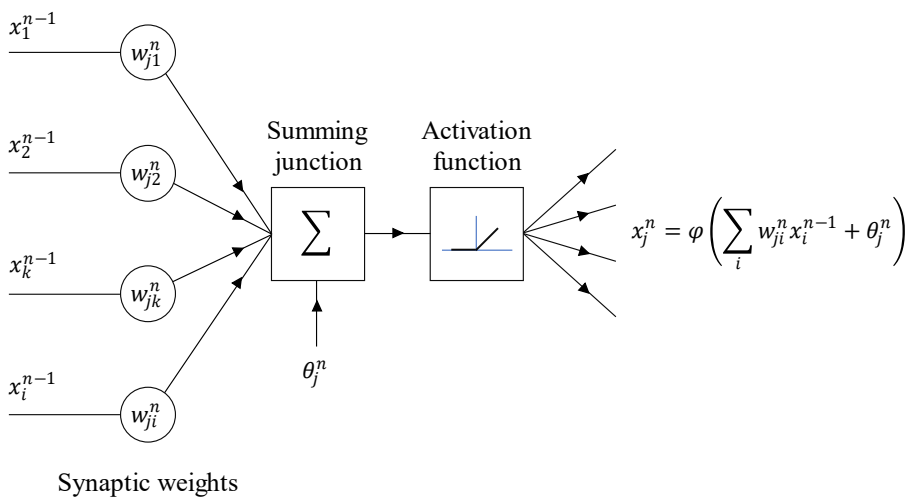 x_1^{n-1}
w_{j1}^n
x_2^{n-1}
w_{j2}^n
x_k^{n-1}
w_{jk}^n
x_i^{n-1}
w_{ji}^n
Synaptic weights
Summing
junction
∑
θ_j^n
Activation
function
x_j^n = φ(∑_i w_{ji}^n x_i^{n-1} + θ_j^n)